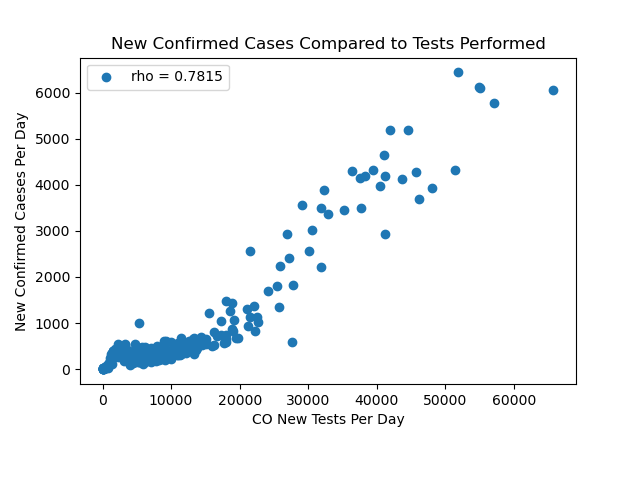 New Confirmed Cases Compared to Tests Performed
rho = 0.7815
New Confirmed Caeses Per Day
6000
5000
4000
3000
2000
1000
0
0 10000 20000 30000 40000 50000 60000
CO New Tests Per Day